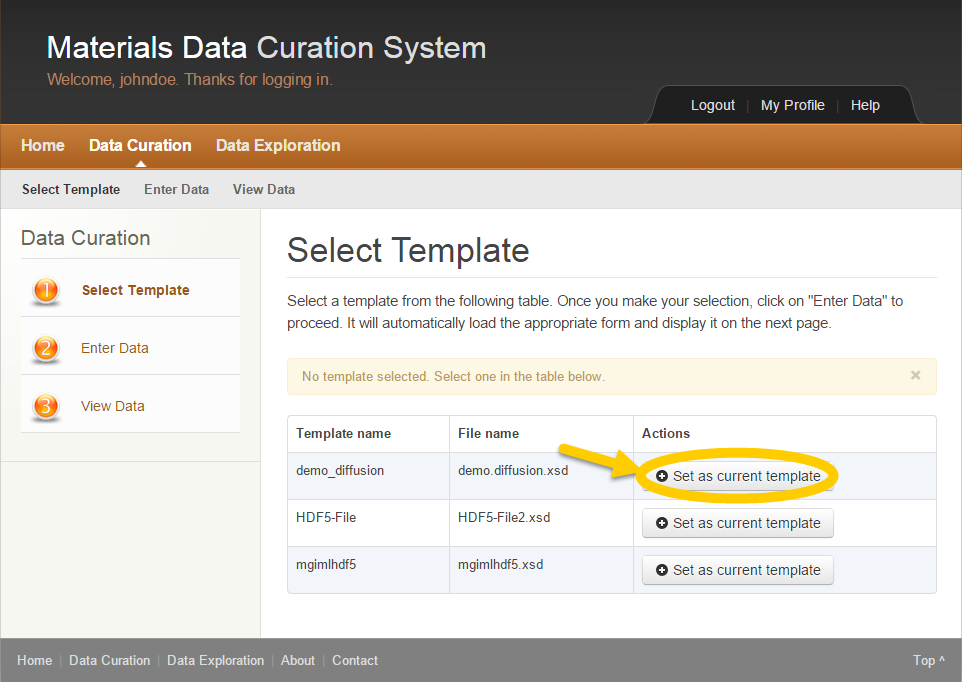 Materials Data Curation System
Welcome, johndoe. Thanks for logging in.
Logout | My Profile | Help
Home Data Curation Data Exploration
Select Template Enter Data View Data
Data Curation
1 Select Template
2 Enter Data
3 View Data
Select Template
Select a template from the following table. Once you make your selection, click on "Enter Data" to
proceed. It will automatically load the appropriate form and display it on the next page.
No template selected. Select one in the table below. ×
Template name File name Actions
demo_diffusion demo.diffusion.xsd Set as current template
HDF5-File HDF5-File2.xsd Set as current template
mgimlhdf5 mgimlhdf5.xsd Set as current template
Home | Data Curation | Data Exploration | About | Contact Top ^